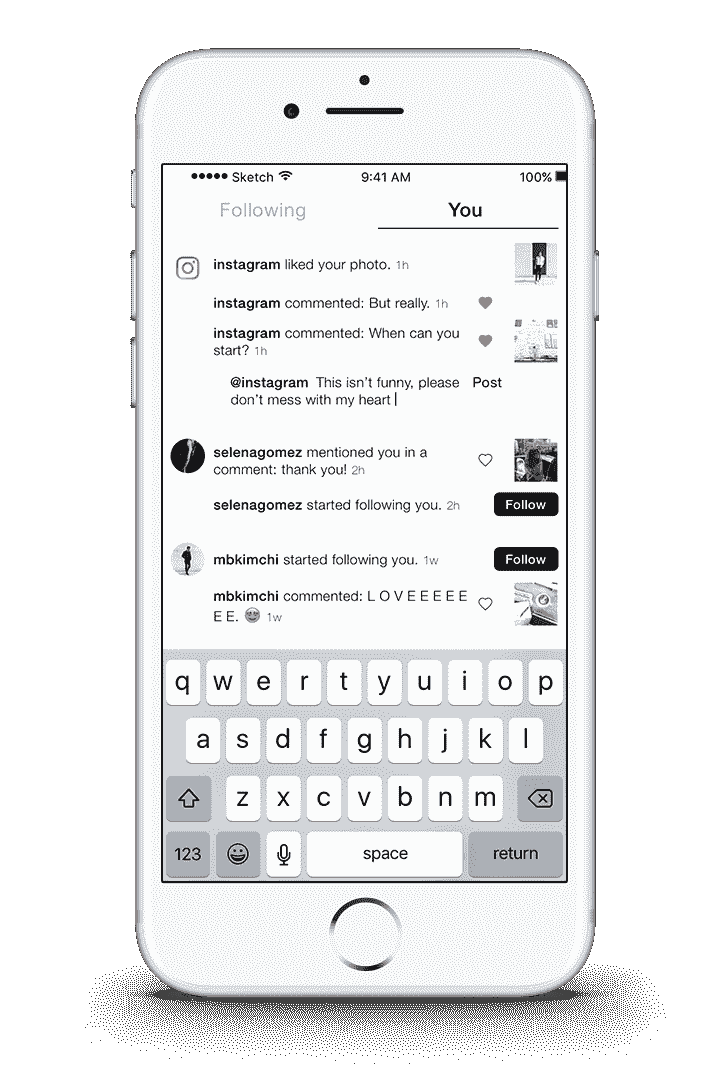 ●●●●● Sketch 9:41 AM 100%
Following You
instagram liked your photo. 1h
instagram commented: But really. 1h
instagram commented: When can you
start? 1h
@instagram This isn't funny, please Post
don't mess with my heart
selenagomez mentioned you in a
comment: thank you! 2h
selenagomez started following you. 2h Follow
mbkimchi started following you. 1w Follow
mbkimchi commented: L O V E E E E E
E E. 😍 1w
q w e r t y u i o p
a s d f g h j k l
z x c v b n m
123 space return